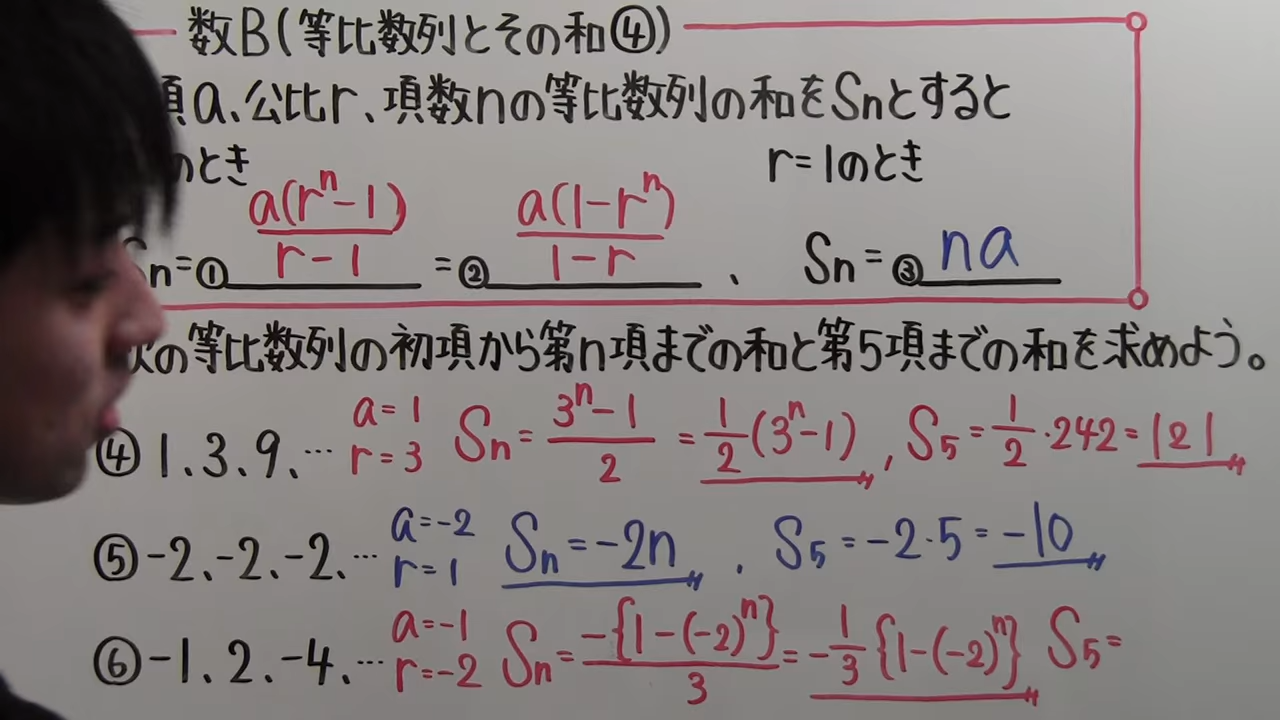 数B(等比数列とその和④)
項a、公比r、項数nの等比数列の和をSnとすると
のとき r=1のとき
Sn=① a(r^n-1)/(r-1) =② a(1-r^n)/(1-r) 、 Sn=③ na
次の等比数列の初項から第n項までの和と第5項までの和を求めよう。
④ 1、3、9、… a=1 r=3 Sn=(3^n-1)/2 =1/2(3^n-1), S5=1/2・242=121
⑤ -2、-2、-2、… a=-2 r=1 Sn=-2n , S5=-2・5=-10
⑥ -1、2、-4、… a=-1 r=-2 Sn=-{1-(-2)^n}/3 =-1/3{1-(-2)^n} S5=